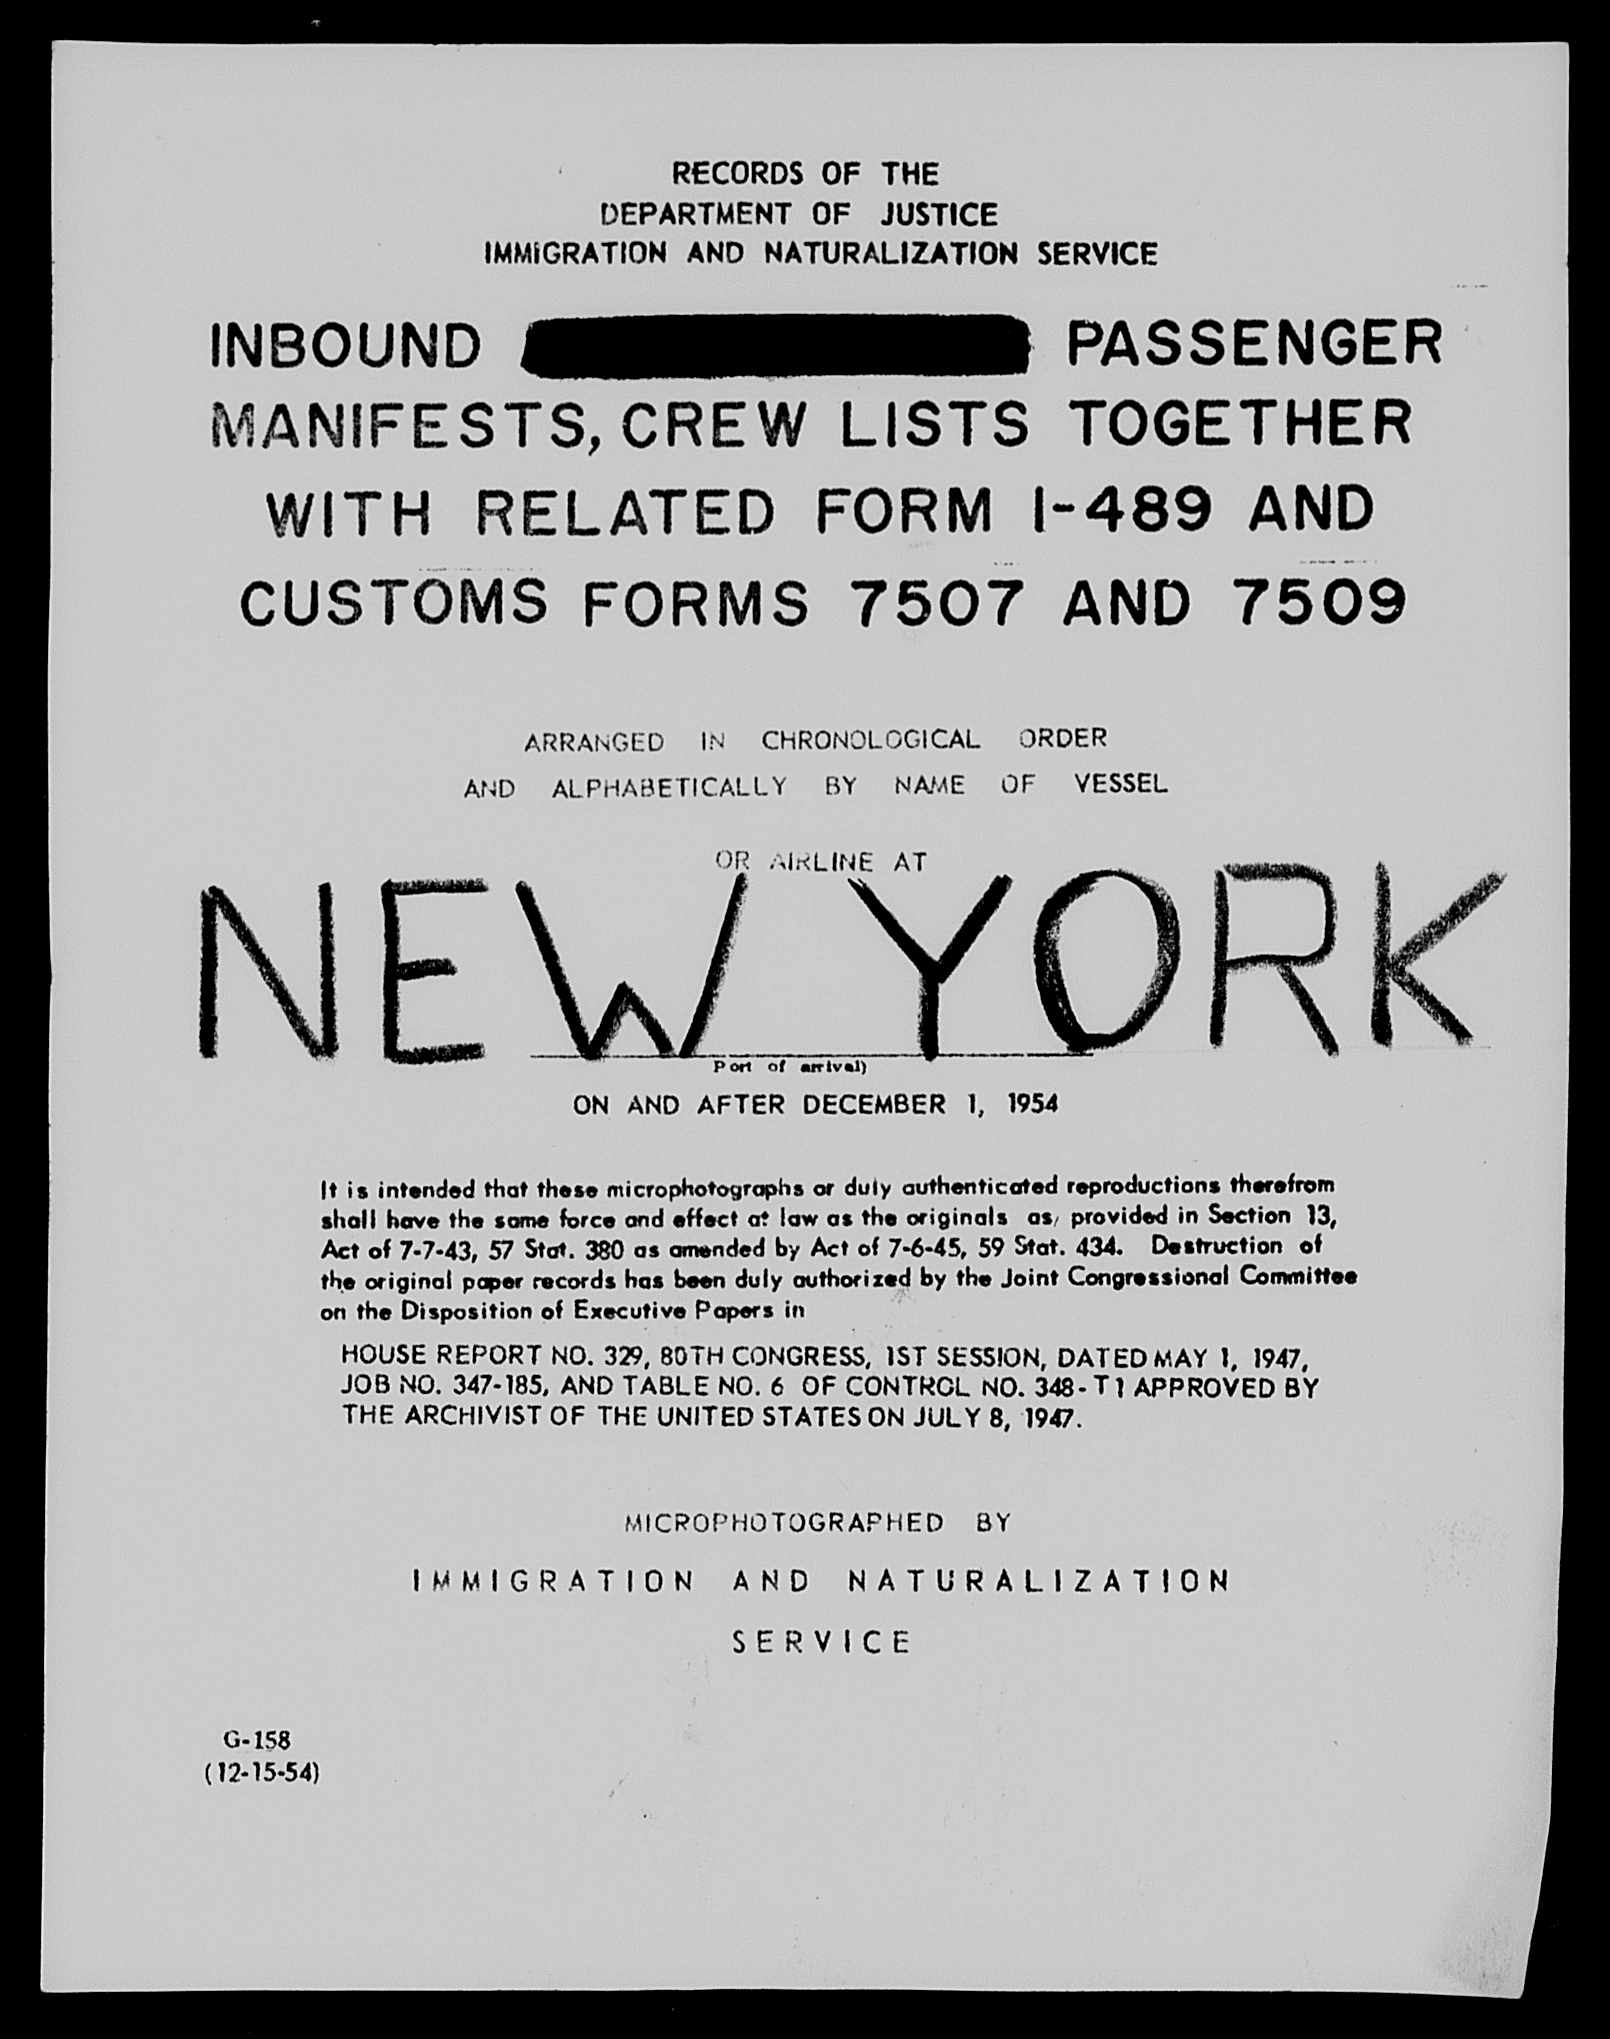 RECORDS OF THE
DEPARTMENT OF JUSTICE
IMMIGRATION AND NATURALIZATION SERVICE
INBOUND PASSENGER
MANIFESTS, CREW LISTS TOGETHER
WITH RELATED FORM I-489 AND
CUSTOMS FORMS 7507 AND 7509
ARRANGED IN CHRONOLOGICAL ORDER
AND ALPHABETICALLY BY NAME OF VESSEL
OR AIRLINE AT
NEW YORK
Port of arrival)
ON AND AFTER DECEMBER 1, 1954
It is intended that these microphotographs or duly authenticated reproductions therefrom
shall have the same force and effect at law as the originals as, provided in Section 13,
Act of 7-7-43, 57 Stat. 380 as amended by Act of 7-6-45, 59 Stat. 434. Destruction of
the original paper records has been duly authorized by the Joint Congressional Committee
on the Disposition of Executive Papers in
HOUSE REPORT NO. 329, 80TH CONGRESS, 1ST SESSION, DATED MAY 1, 1947,
JOB NO. 347-185, AND TABLE NO. 6 OF CONTROL NO. 348-T1 APPROVED BY
THE ARCHIVIST OF THE UNITED STATES ON JULY 8, 1947.
MICROPHOTOGRAPHED BY
IMMIGRATION AND NATURALIZATION
SERVICE
G-158
(12-15-54)